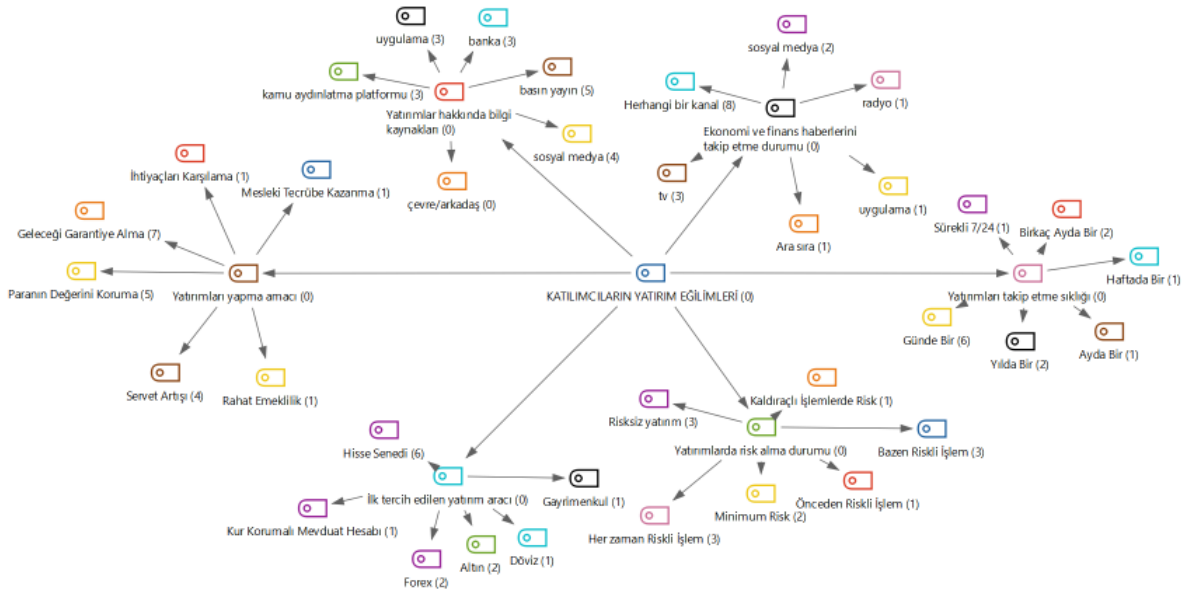 uygulama (3)
banka (3)
kamu aydınlatma platformu (3)
basın yayın (5)
Yatırımlar hakkında bilgi
kaynakları (0)
sosyal medya (4)
çevre/arkadaş (0)
sosyal medya (2)
Herhangi bir kanal (8)
radyo (1)
Ekonomi ve finans haberlerini
takip etme durumu (0)
tv (3)
uygulama (1)
Ara sıra (1)
İhtiyaçları Karşılama (1)
Mesleki Tecrübe Kazanma (1)
Geleceği Garantiye Alma (7)
Paranın Değerini Koruma (5)
Yatırımları yapma amacı (0)
Servet Artışı (4)
Rahat Emeklilik (1)
KATILIMCILARIN YATIRIM EĞİLİMLERİ (0)
Sürekli 7/24 (1)
Birkaç Ayda Bir (2)
Haftada Bir (1)
Yatırımları takip etme sıklığı (0)
Günde Bir (6)
Yılda Bir (2)
Ayda Bir (1)
Hisse Senedi (6)
İlk tercih edilen yatırım aracı (0)
Gayrimenkul (1)
Kur Korumalı Mevduat Hesabı (1)
Forex (2)
Altın (2)
Döviz (1)
Kaldıraçlı İşlemlerde Risk (1)
Risksiz yatırım (3)
Yatırımlarda risk alma durumu (0)
Bazen Riskli İşlem (3)
Her zaman Riskli İşlem (3)
Minimum Risk (2)
Önceden Riskli İşlem (1)